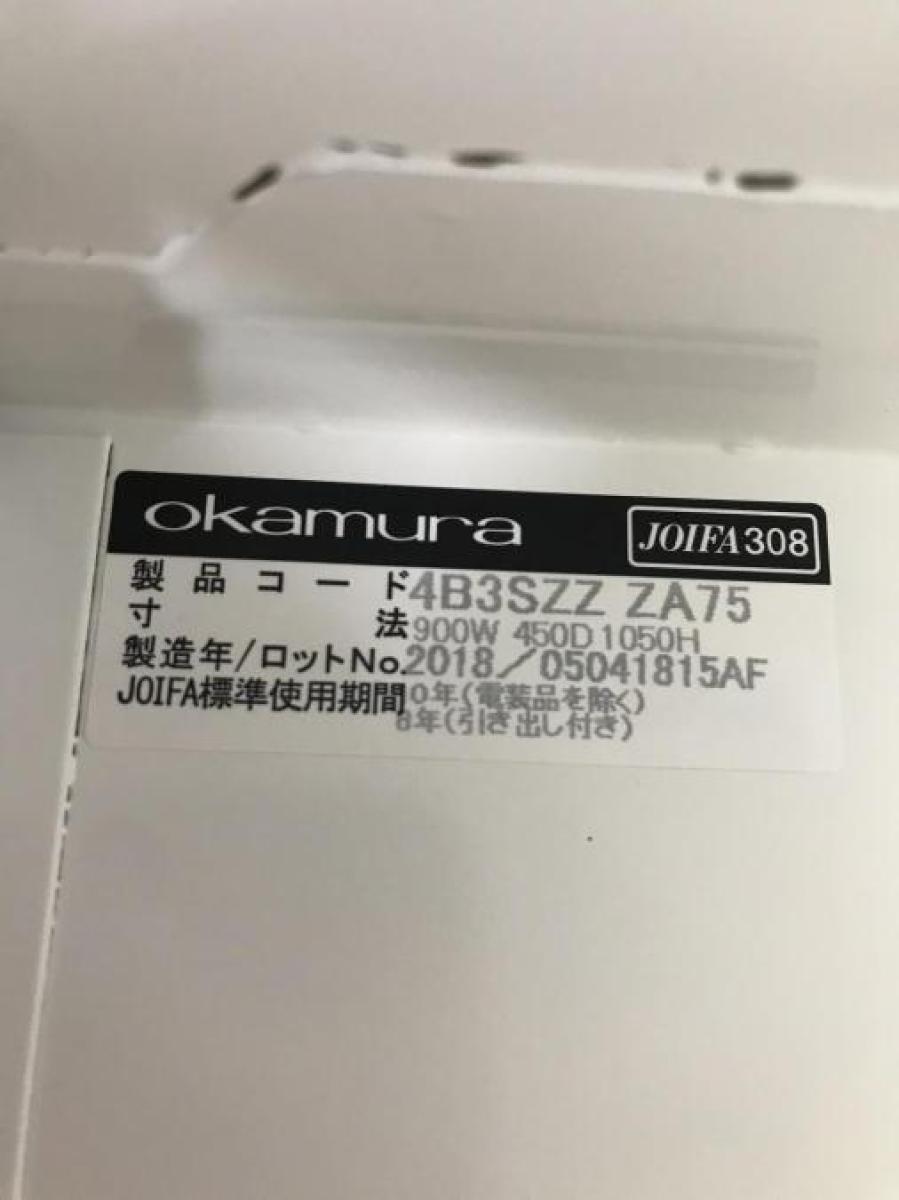 okamura JOIFA308
製品コード 4B3SZZ ZA75
寸法 900W 450D 1050H
製造年/ロットNo. 2018/05041815AF
JOIFA標準使用期間 0年(電装品を除く)
8年(引き出し付き)